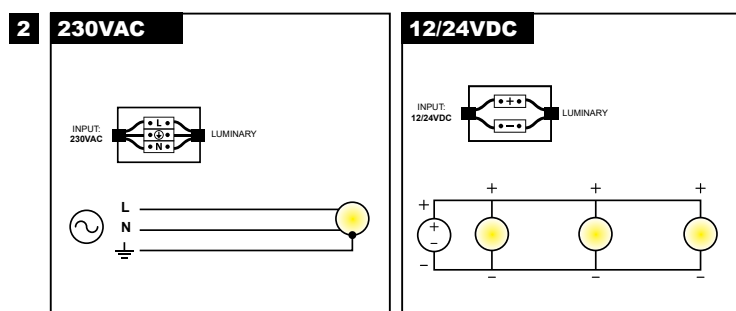 2
230VAC
INPUT:
230VAC
L
N
LUMINARY
L
N
12/24VDC
INPUT:
12/24VDC
+
−
LUMINARY
+ + +
+
+
−
−
− − −